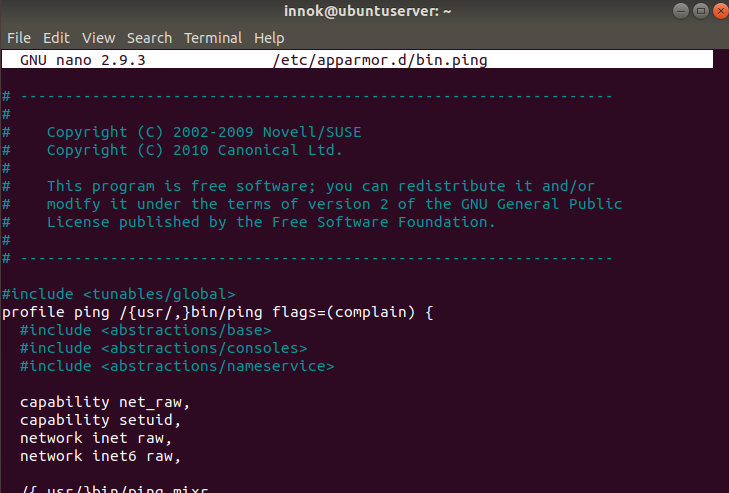 innok@ubuntuserver: ~
File Edit View Search Terminal Help
GNU nano 2.9.3 /etc/apparmor.d/bin.ping
# ------------------------------------------------------------------
#
# Copyright (C) 2002-2009 Novell/SUSE
# Copyright (C) 2010 Canonical Ltd.
#
# This program is free software; you can redistribute it and/or
# modify it under the terms of version 2 of the GNU General Public
# License published by the Free Software Foundation.
#
# ------------------------------------------------------------------
#include <tunables/global>
profile ping /{usr/,}bin/ping flags=(complain) {
#include <abstractions/base>
#include <abstractions/consoles>
#include <abstractions/nameservice>
capability net_raw,
capability setuid,
network inet raw,
network inet6 raw,
/{,usr/}bin/ping mixr,